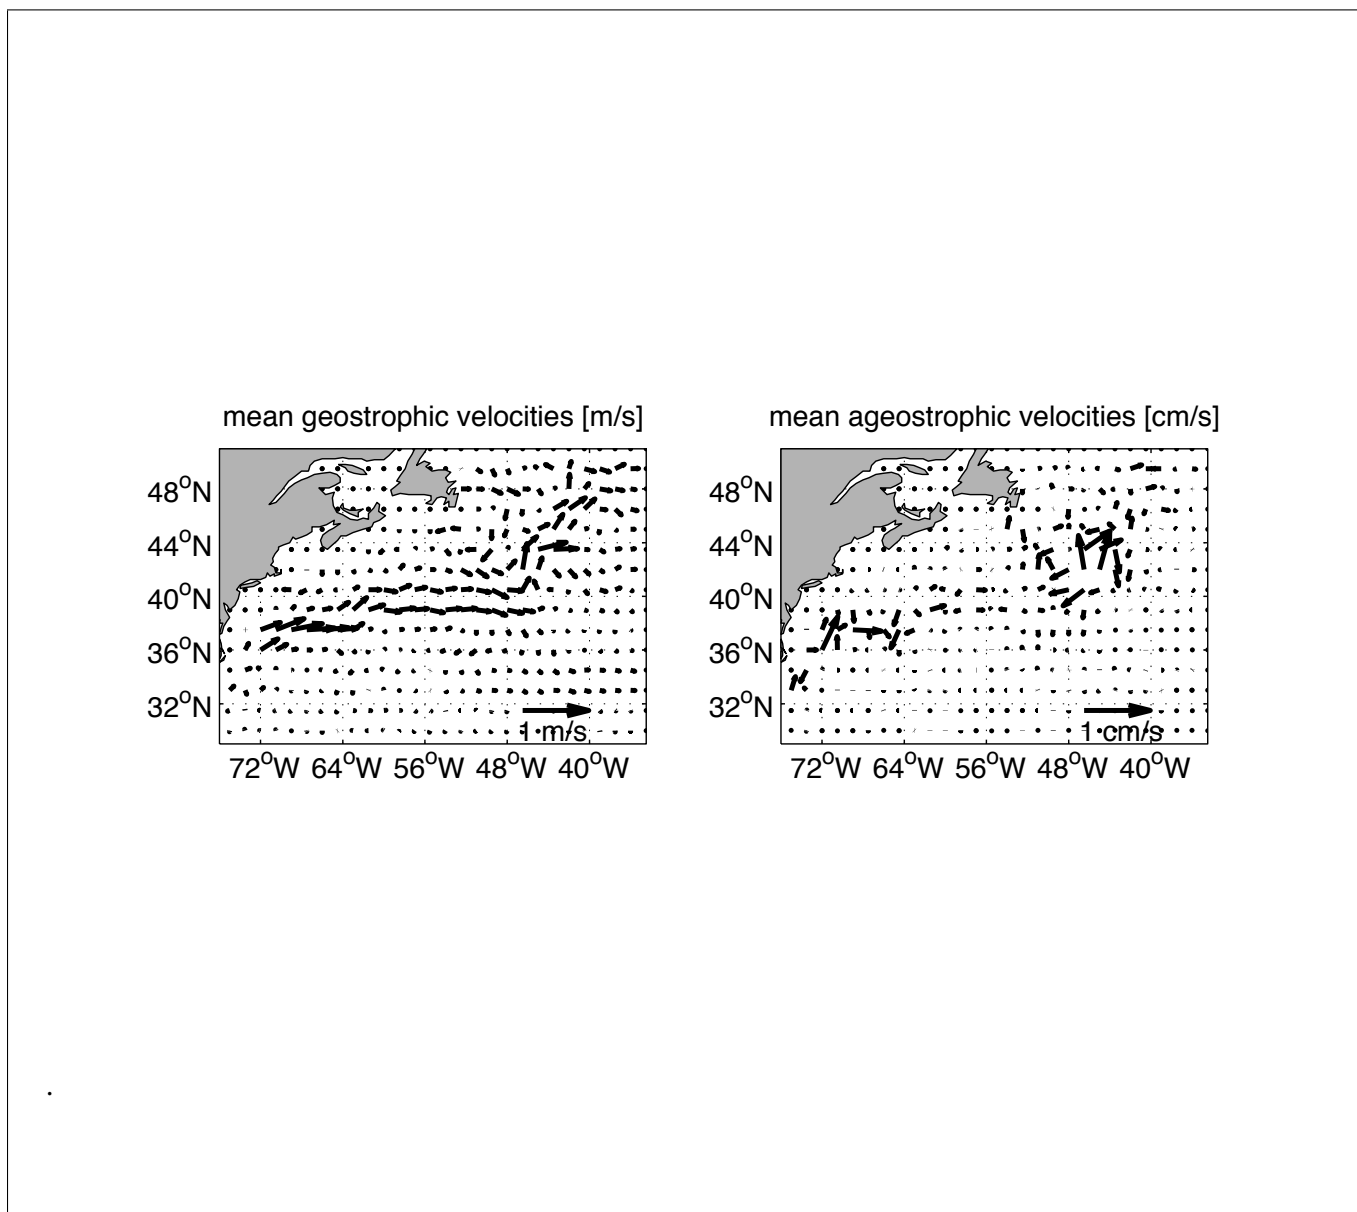 mean geostrophic velocities [m/s]
48°N
44°N
40°N
36°N
32°N
1 m/s
72°W 64°W 56°W 48°W 40°W
mean ageostrophic velocities [cm/s]
48°N
44°N
40°N
36°N
32°N
1 cm/s
72°W 64°W 56°W 48°W 40°W
.